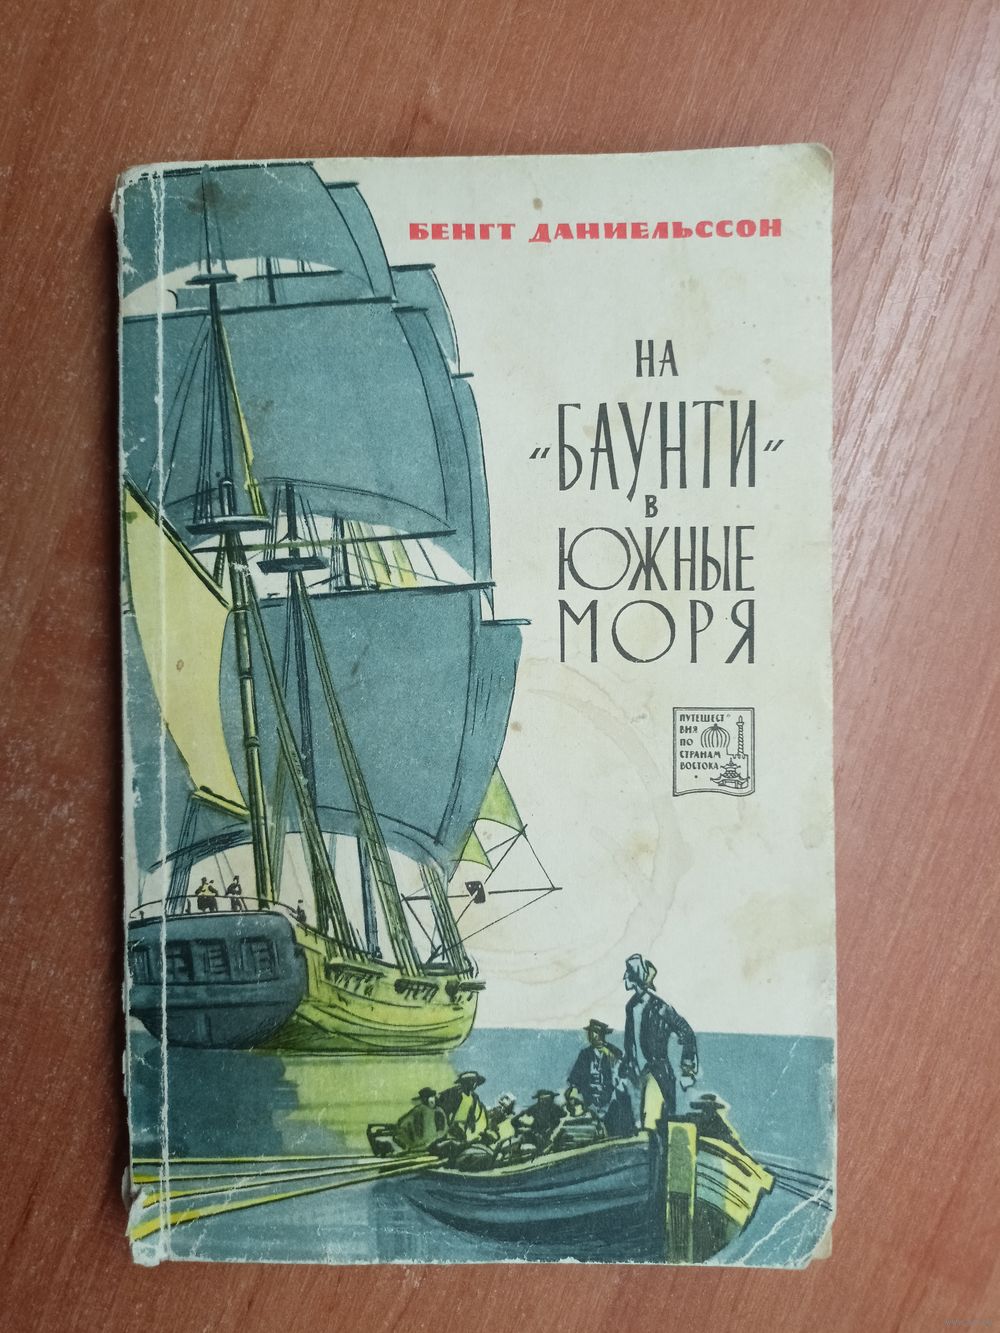 БЕНГТ ДАНИЕЛЬССОН
НА
"БАУНТИ"
В
ЮЖНЫЕ
МОРЯ
ПУТЕШЕСТ
ВИЯ
ПО
СТРАНАМ
ВОСТОКА